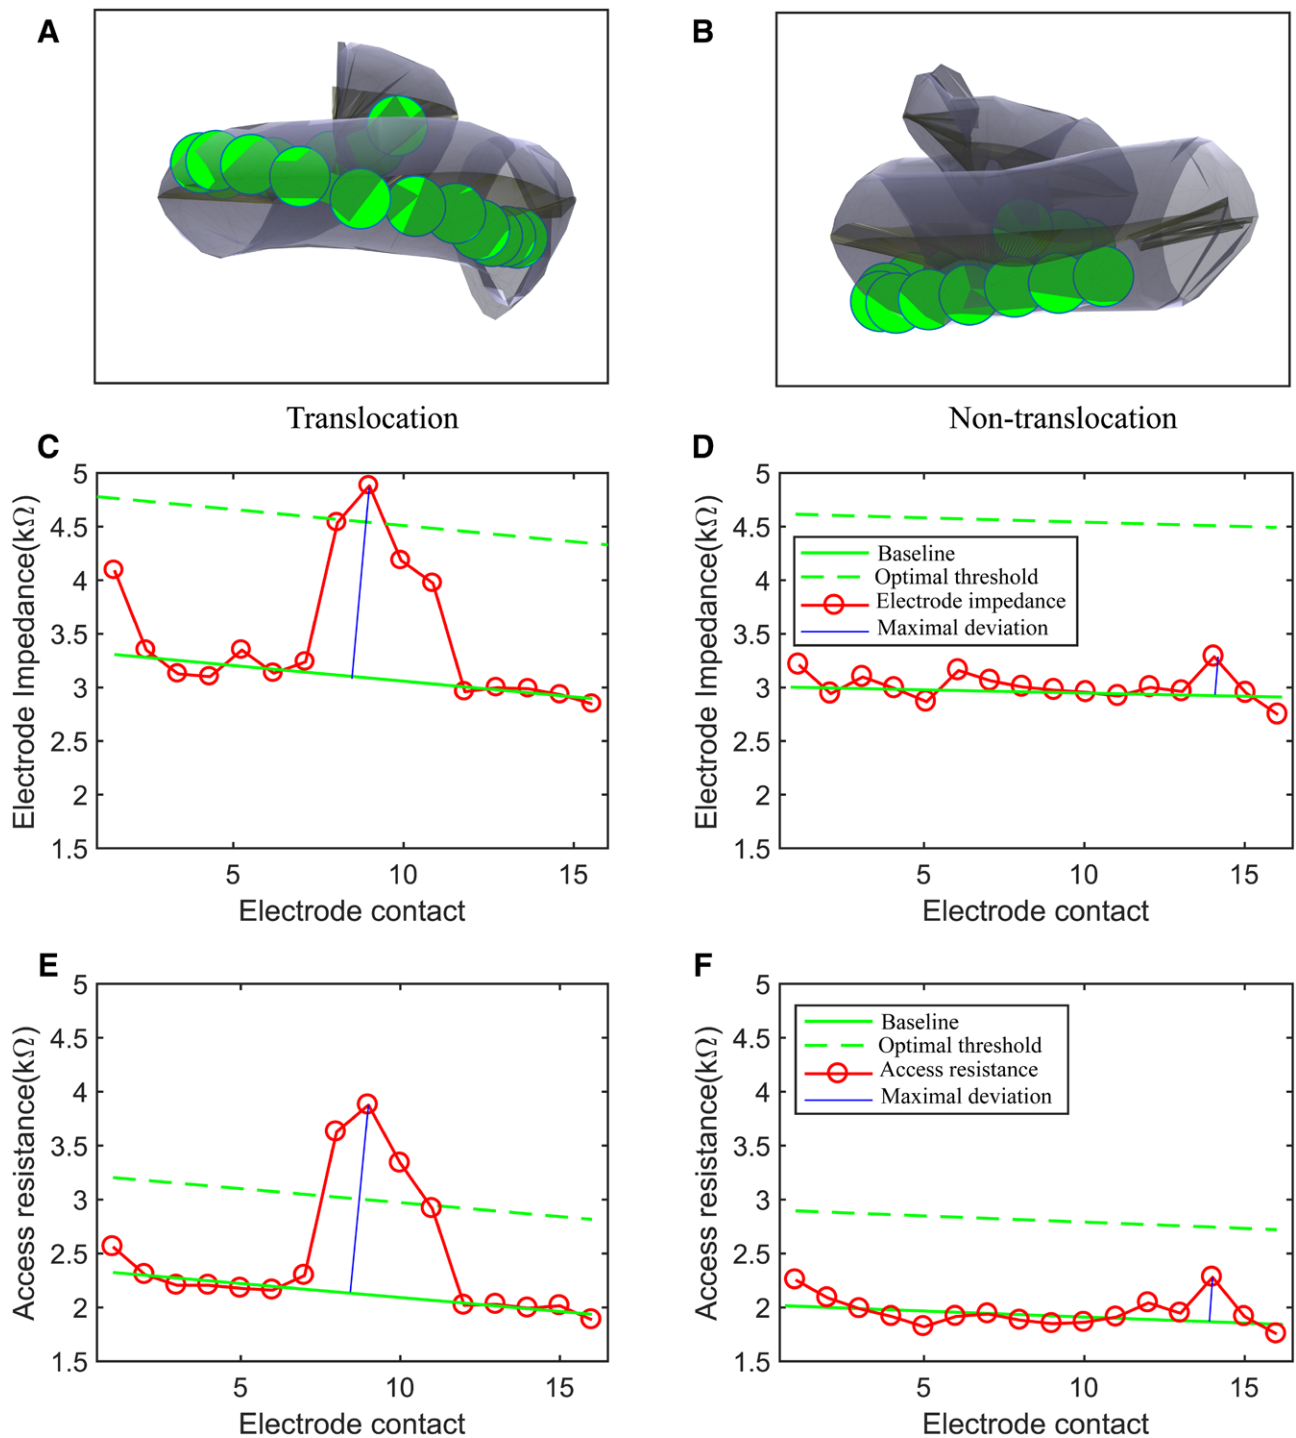 A
B
Translocation
Non-translocation
C
D
Electrode Impedance(kΩ)
5
4.5
4
3.5
3
2.5
2
1.5
5
10
15
Electrode contact
Electrode Impedance(kΩ)
5
4.5
4
3.5
3
2.5
2
1.5
Baseline
Optimal threshold
Electrode impedance
Maximal deviation
5
10
15
Electrode contact
E
F
Access resistance(kΩ)
5
4.5
4
3.5
3
2.5
2
1.5
5
10
15
Electrode contact
Access resistance(kΩ)
5
4.5
4
3.5
3
2.5
2
1.5
Baseline
Optimal threshold
Access resistance
Maximal deviation
5
10
15
Electrode contact